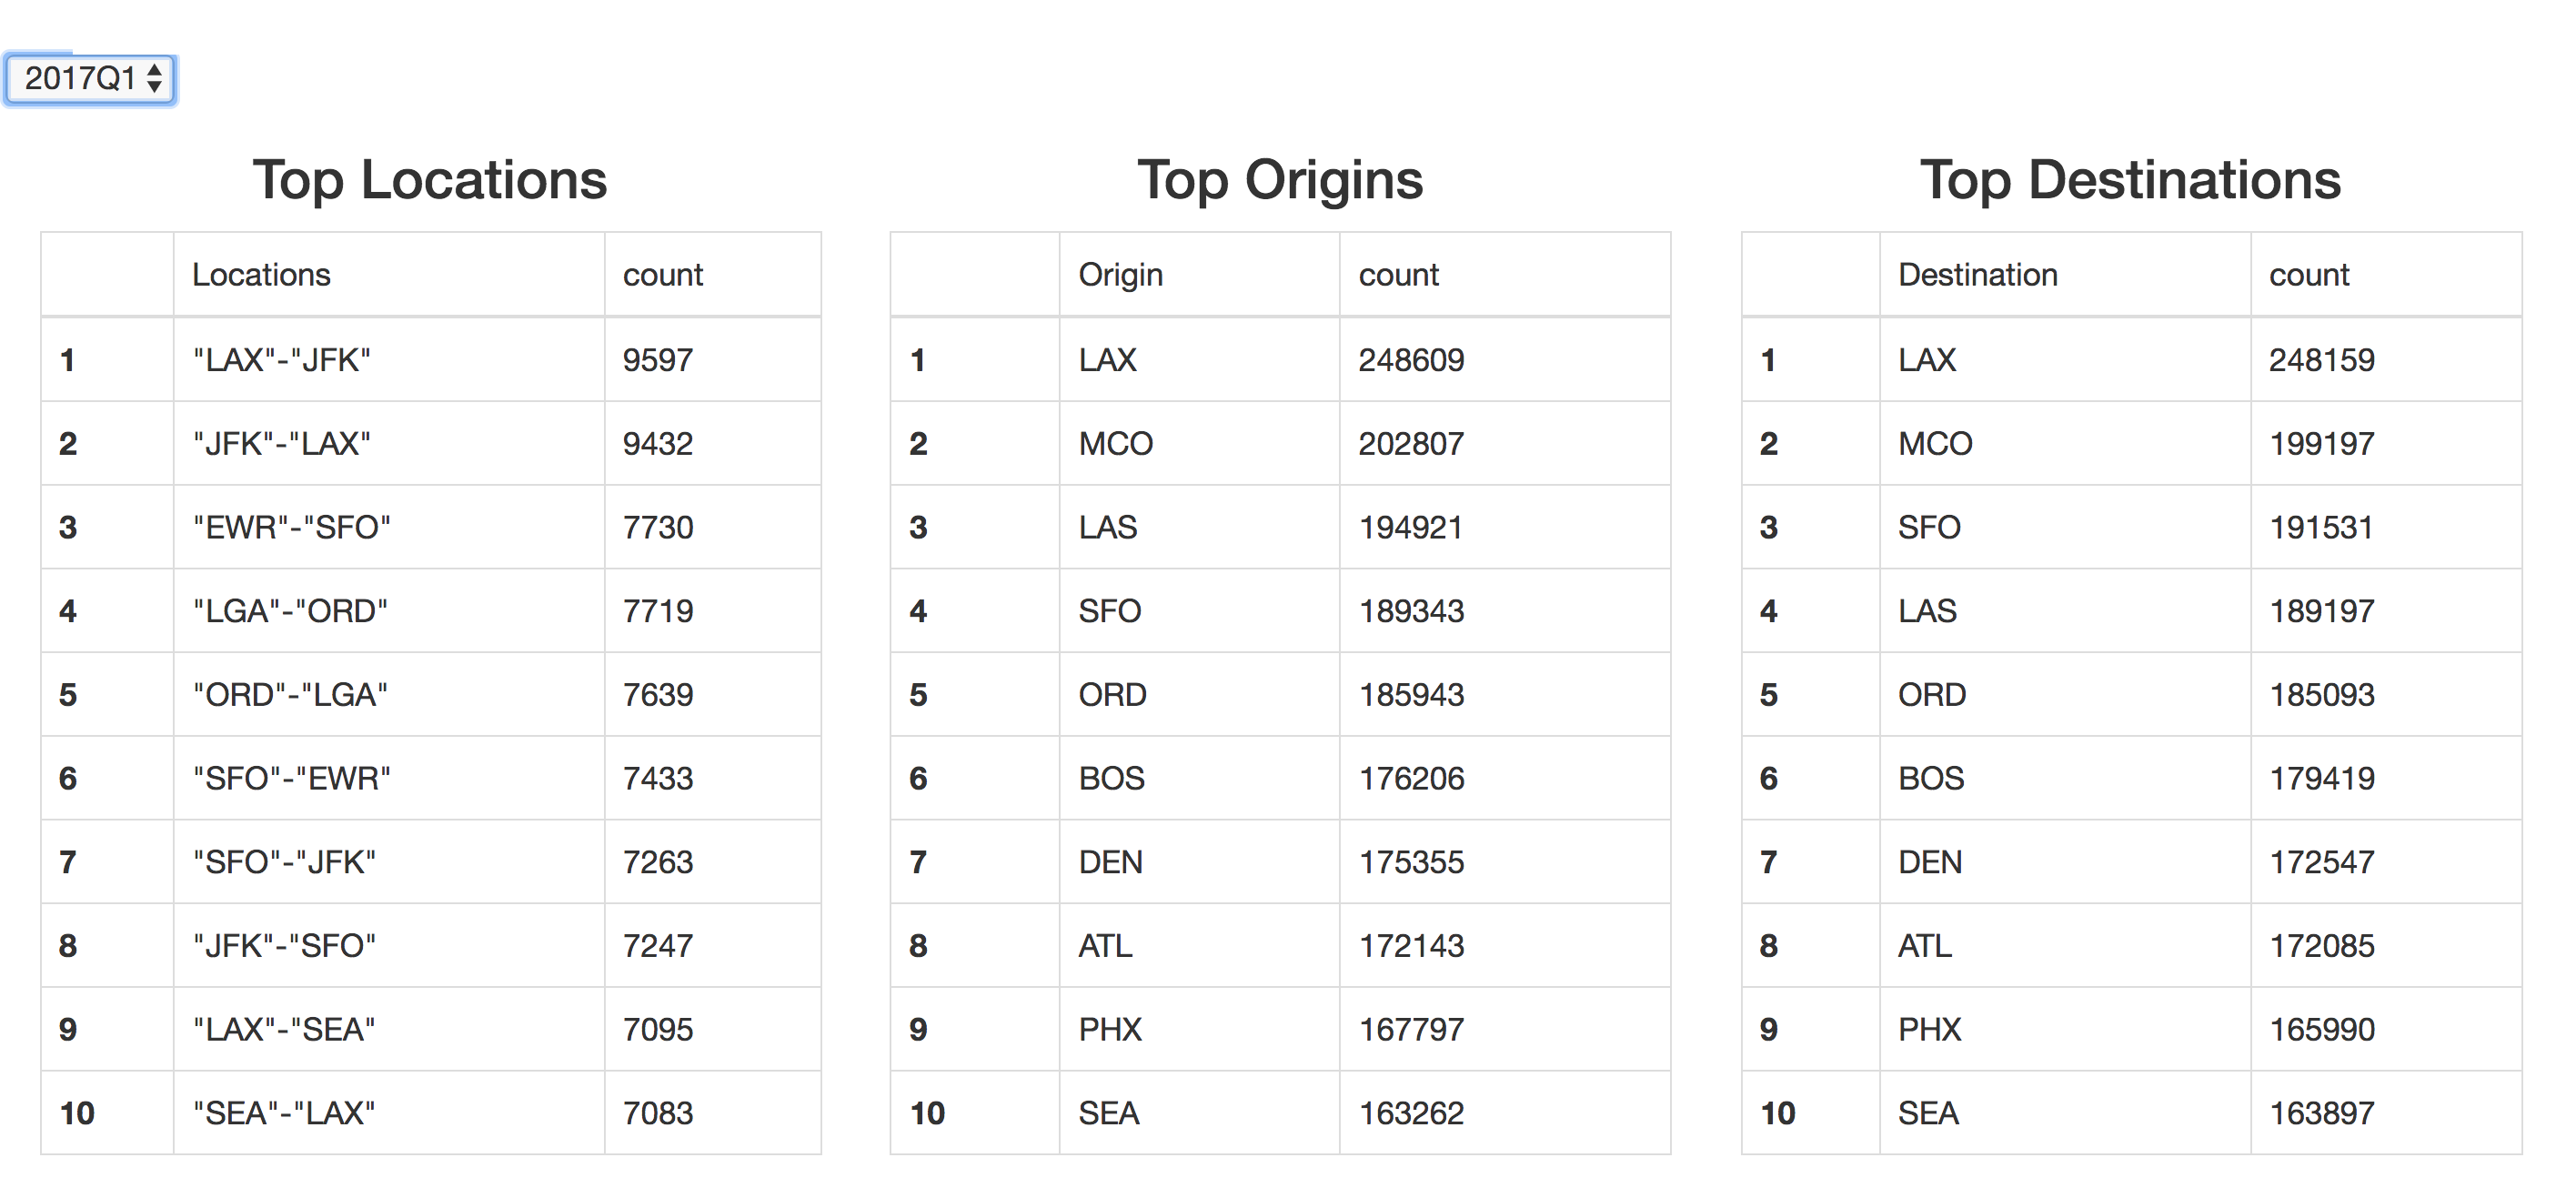 2017Q1
Top Locations
Locations count
1 "LAX"-"JFK" 9597
2 "JFK"-"LAX" 9432
3 "EWR"-"SFO" 7730
4 "LGA"-"ORD" 7719
5 "ORD"-"LGA" 7639
6 "SFO"-"EWR" 7433
7 "SFO"-"JFK" 7263
8 "JFK"-"SFO" 7247
9 "LAX"-"SEA" 7095
10 "SEA"-"LAX" 7083
Top Origins
Origin count
1 LAX 248609
2 MCO 202807
3 LAS 194921
4 SFO 189343
5 ORD 185943
6 BOS 176206
7 DEN 175355
8 ATL 172143
9 PHX 167797
10 SEA 163262
Top Destinations
Destination count
1 LAX 248159
2 MCO 199197
3 SFO 191531
4 LAS 189197
5 ORD 185093
6 BOS 179419
7 DEN 172547
8 ATL 172085
9 PHX 165990
10 SEA 163897